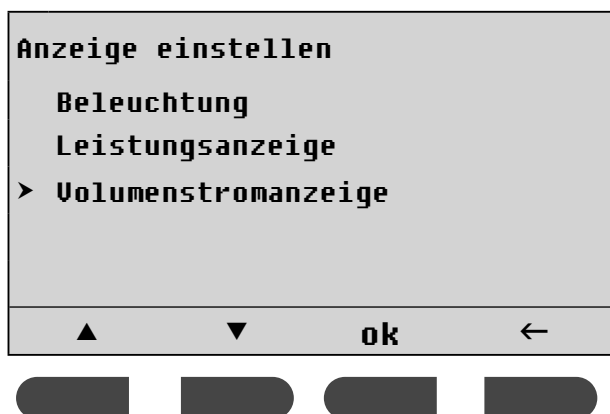 Anzeige einstellen
Beleuchtung
Leistungsanzeige
➤ Volumenstromanzeige
▲ ▼ ok ←